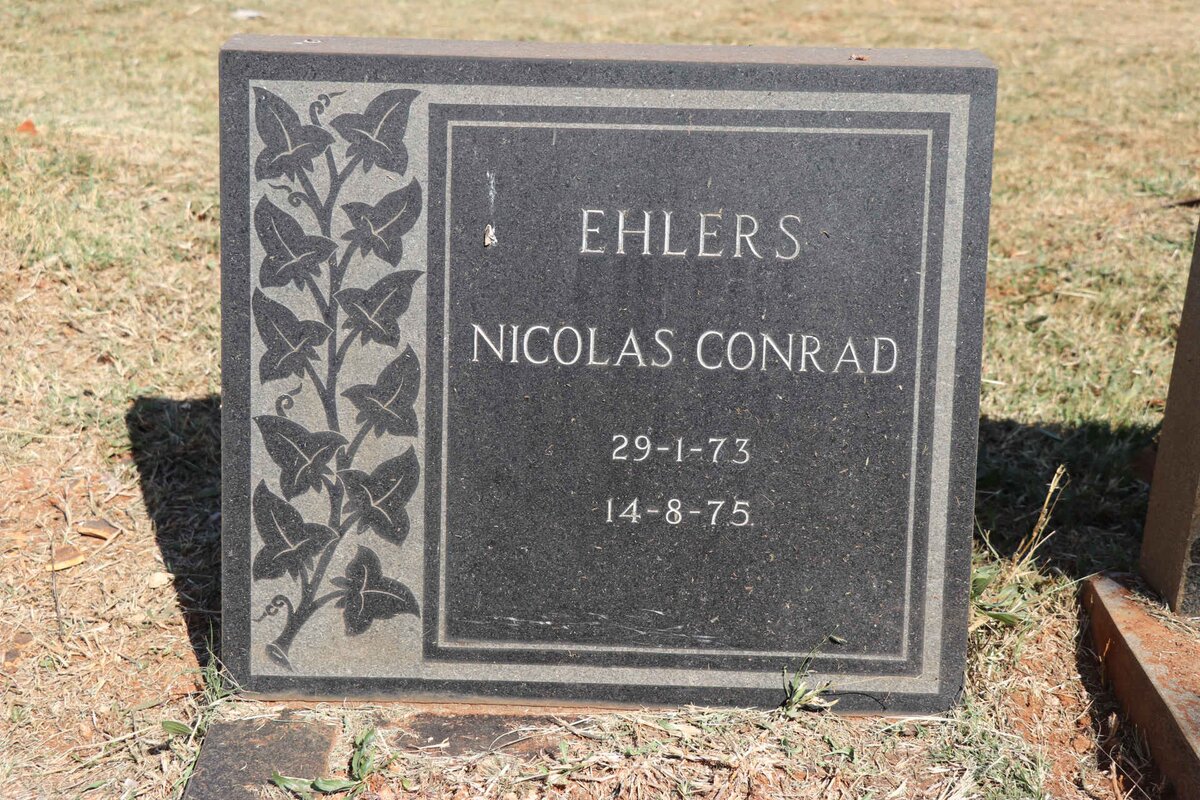 EHLERS
NICOLAS CONRAD
29-1-73
14-8-75